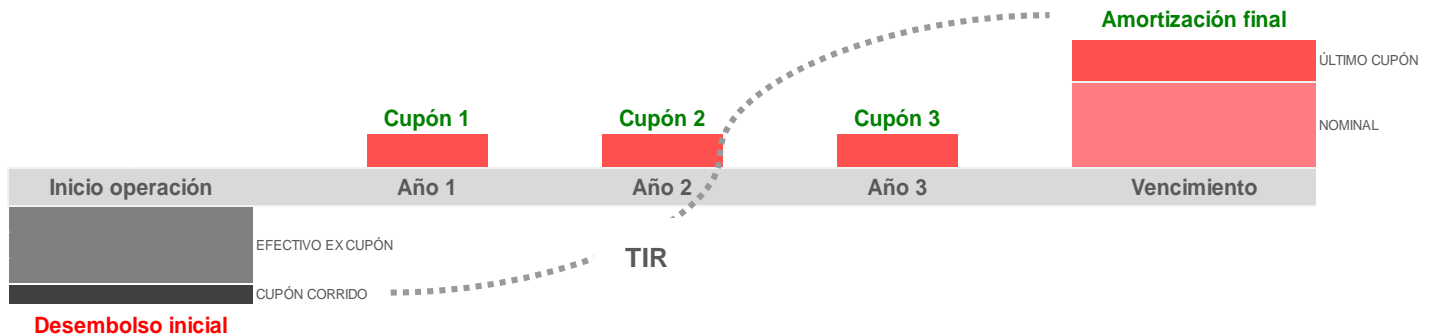 Amortización final
ÚLTIMO CUPÓN
Cupón 1
Cupón 2
Cupón 3
NOMINAL
Inicio operación
Año 1
Año 2
Año 3
Vencimiento
EFECTIVO EX CUPÓN
TIR
CUPÓN CORRIDO
Desembolso inicial